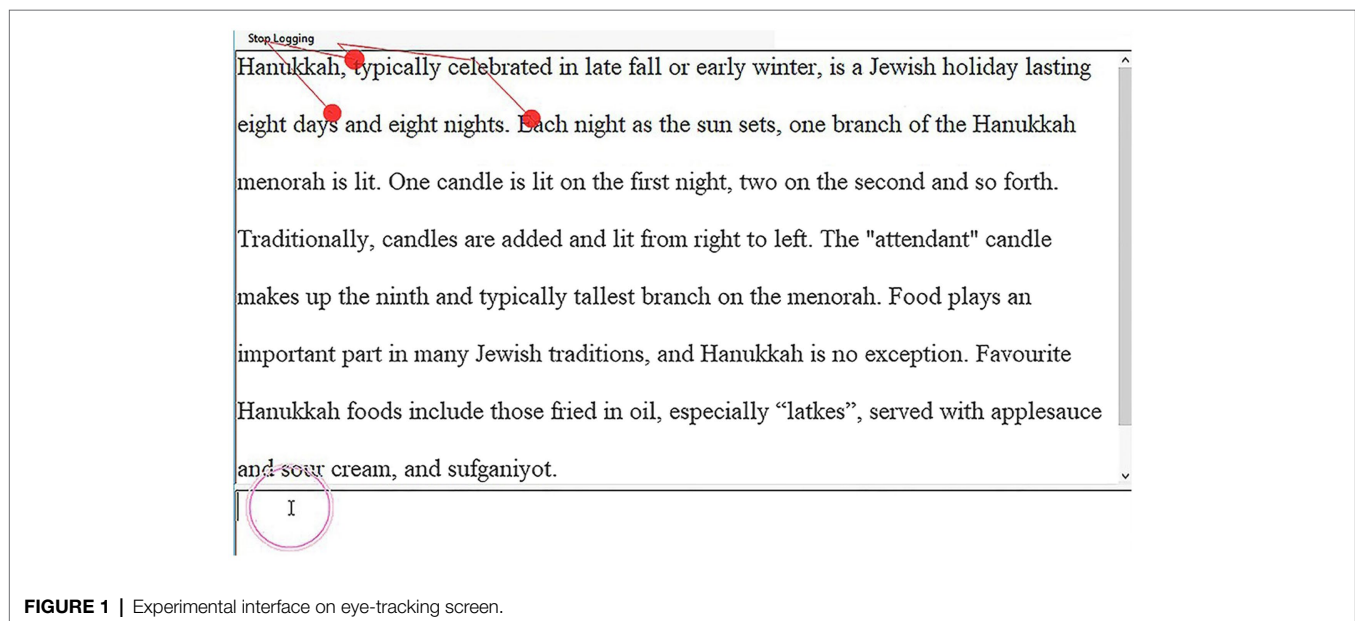 Stop Logging
Hanukkah, typically celebrated in late fall or early winter, is a Jewish holiday lasting
eight days and eight nights. Each night as the sun sets, one branch of the Hanukkah
menorah is lit. One candle is lit on the first night, two on the second and so forth.
Traditionally, candles are added and lit from right to left. The "attendant" candle
makes up the ninth and typically tallest branch on the menorah. Food plays an
important part in many Jewish traditions, and Hanukkah is no exception. Favourite
Hanukkah foods include those fried in oil, especially “latkes”, served with applesauce
and sour cream, and sufganiyot.
FIGURE 1 | Experimental interface on eye-tracking screen.